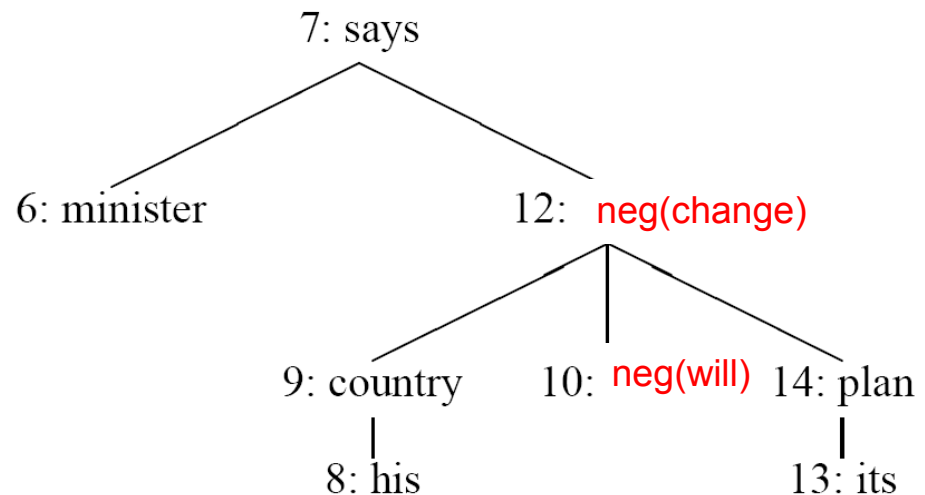 7: says
6: minister
12: neg(change)
9: country
10: neg(will)
14: plan
8: his
13: its